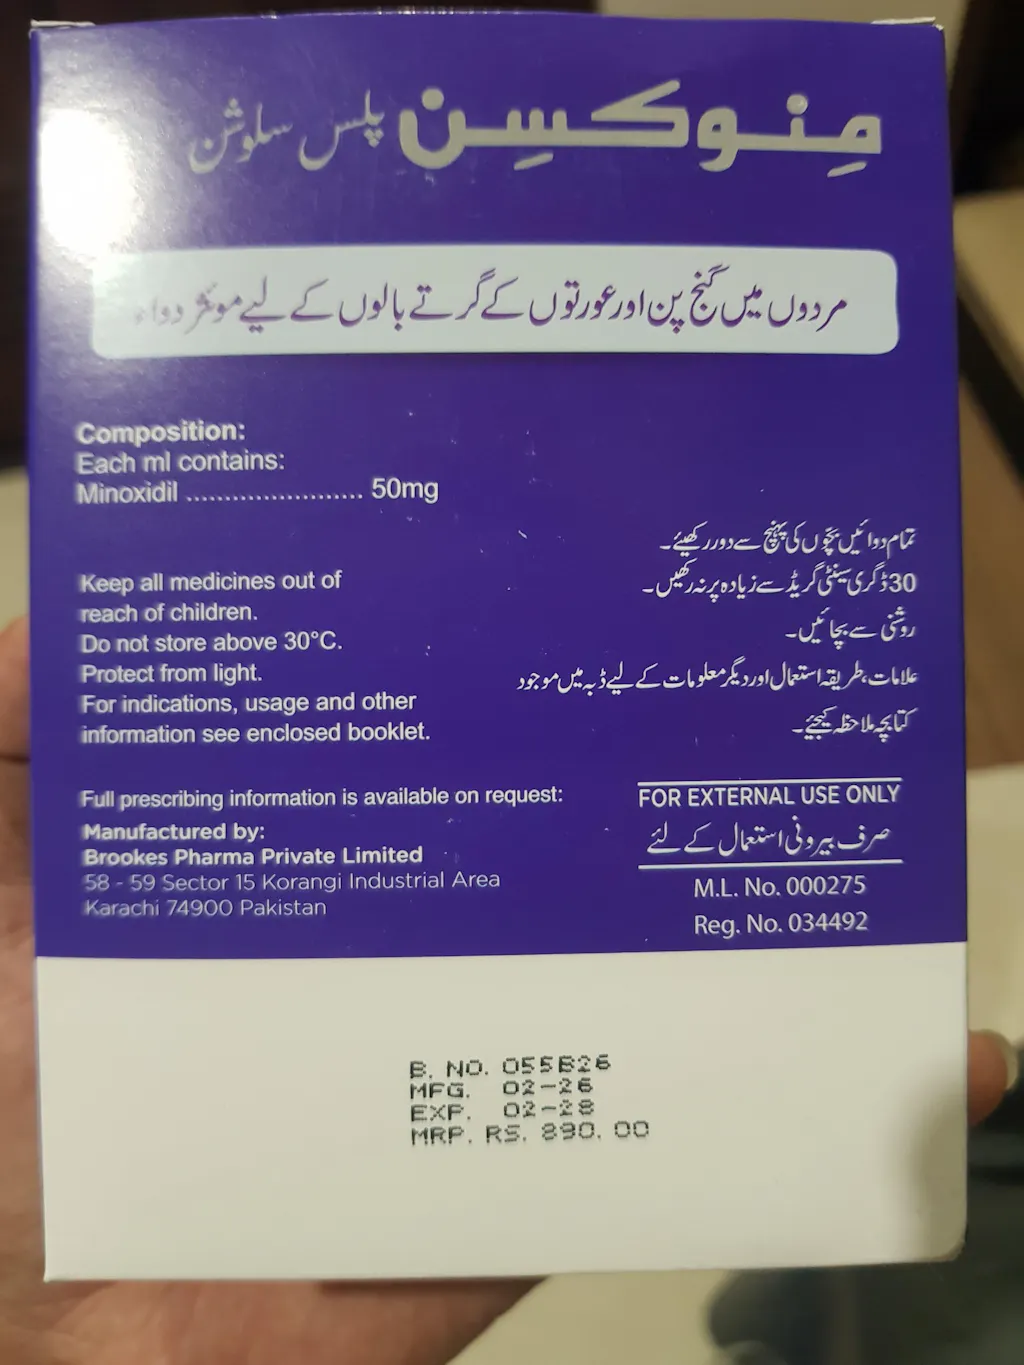 مِنوکسِن پلس سلوشن
مردوں میں گنج پن اور عورتوں کے گرتے بالوں کے لیے موئثر دواء
Composition:
Each ml contains:
Minoxidil ....................... 50mg
تمام دوائیں بچّوں کی پہنچ سے دور رکھیئے۔
30 ڈگری سینٹی گریڈ سے زیادہ پر نہ رکھیں۔
روشنی سے بچائیں۔
علامات، طریقہ استعمال اور دیگر معلومات کے لیے ڈبہ میں موجود
کتابچہ ملاحظہ کیجیئے۔
Keep all medicines out of
reach of children.
Do not store above 30°C.
Protect from light.
For indications, usage and other
information see enclosed booklet.
Full prescribing information is available on request:
Manufactured by:
Brookes Pharma Private Limited
58 - 59 Sector 15 Korangi Industrial Area
Karachi 74900 Pakistan
FOR EXTERNAL USE ONLY
صرف بیرونی استعمال کے لئے
M.L. No. 000275
Reg. No. 034492
B. NO. 055B26
MFG. 02-26
EXP. 02-28
MRP. RS. 890.00